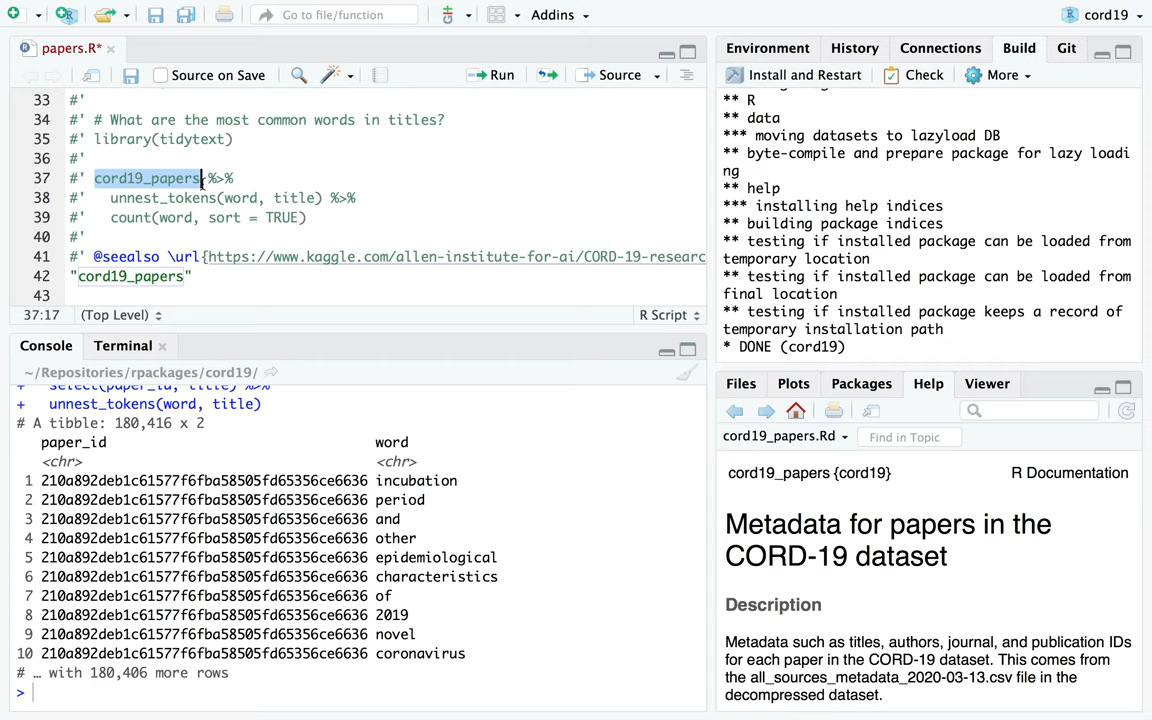 Go to file/function
Addins
cord19
papers.R*
Source on Save
Run
Source
33 #'
34 #' # What are the most common words in titles?
35 #' library(tidytext)
36 #'
37 #' cord19_papers %>%
38 #'   unnest_tokens(word, title) %>%
39 #'   count(word, sort = TRUE)
40 #'
41 #' @seealso \url{https://www.kaggle.com/allen-institute-for-ai/CORD-19-researc
42 "cord19_papers"
43
37:17 (Top Level) R Script
Console Terminal
~/Repositories/rpackages/cord19/
+   select(paper_id, title) %>%
+   unnest_tokens(word, title)
# A tibble: 180,416 x 2
paper_id word
<chr> <chr>
1 210a892deb1c61577f6fba58505fd65356ce6636 incubation
2 210a892deb1c61577f6fba58505fd65356ce6636 period
3 210a892deb1c61577f6fba58505fd65356ce6636 and
4 210a892deb1c61577f6fba58505fd65356ce6636 other
5 210a892deb1c61577f6fba58505fd65356ce6636 epidemiological
6 210a892deb1c61577f6fba58505fd65356ce6636 characteristics
7 210a892deb1c61577f6fba58505fd65356ce6636 of
8 210a892deb1c61577f6fba58505fd65356ce6636 2019
9 210a892deb1c61577f6fba58505fd65356ce6636 novel
10 210a892deb1c61577f6fba58505fd65356ce6636 coronavirus
# … with 180,406 more rows
>
Environment History Connections Build Git
Install and Restart Check More
** R
** data
*** moving datasets to lazyload DB
** byte-compile and prepare package for lazy loadi
ng
** help
*** installing help indices
** building package indices
** testing if installed package can be loaded from
temporary location
** testing if installed package can be loaded from
final location
** testing if installed package keeps a record of
temporary installation path
* DONE (cord19)
Files Plots Packages Help Viewer
cord19_papers.Rd Find in Topic
cord19_papers {cord19} R Documentation
Metadata for papers in the
CORD-19 dataset
Description
Metadata such as titles, authors, journal, and publication IDs
for each paper in the CORD-19 dataset. This comes from
the all_sources_metadata_2020-03-13.csv file in the
decompressed dataset.